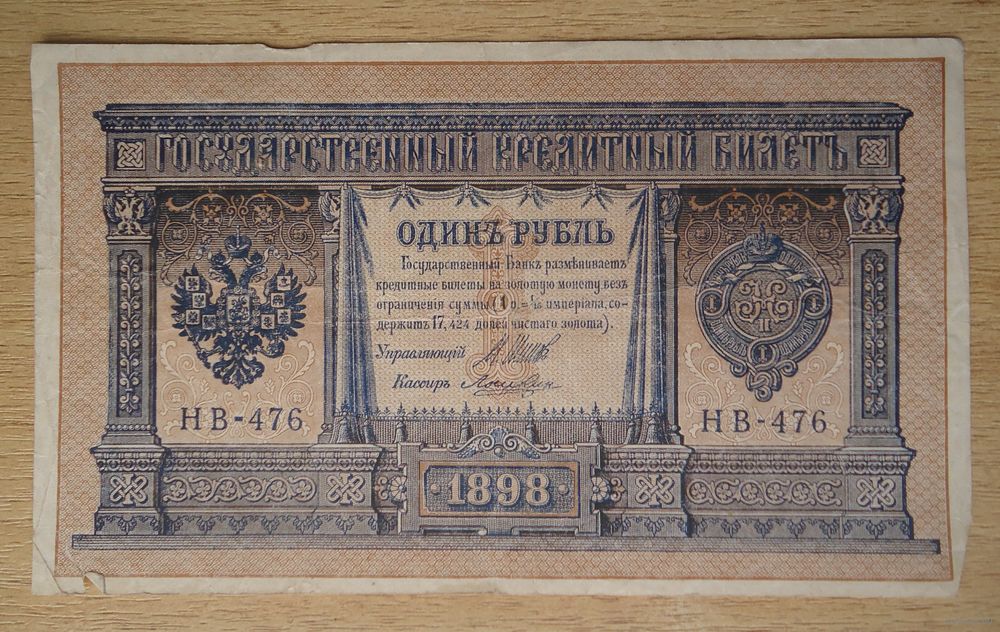 ГОСУДАРСТВЕННЫЙ КРЕДИТНЫЙ БИЛЕТЪ
ОДИНЪ РУБЛЬ
Государственный Банкъ размѣниваетъ
кредитные билеты на золотую монету безъ
ограниченія суммы (1 р. = 1/15 имперіала, со-
держитъ 17,424 долей чистаго золота).
Управляющій
Кассиръ
НВ-476
НВ-476
1898